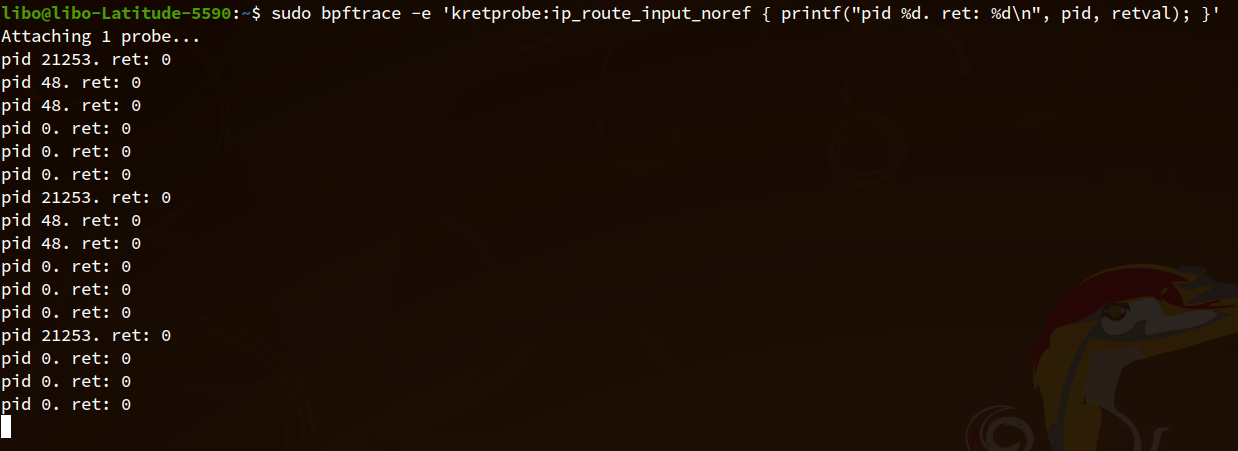 libo@libo-Latitude-5590:~$ sudo bpftrace -e 'kretprobe:ip_route_input_noref { printf("pid %d. ret: %d\n", pid, retval); }'
Attaching 1 probe...
pid 21253. ret: 0
pid 48. ret: 0
pid 48. ret: 0
pid 0. ret: 0
pid 0. ret: 0
pid 0. ret: 0
pid 21253. ret: 0
pid 48. ret: 0
pid 48. ret: 0
pid 0. ret: 0
pid 0. ret: 0
pid 0. ret: 0
pid 21253. ret: 0
pid 0. ret: 0
pid 0. ret: 0
pid 0. ret: 0